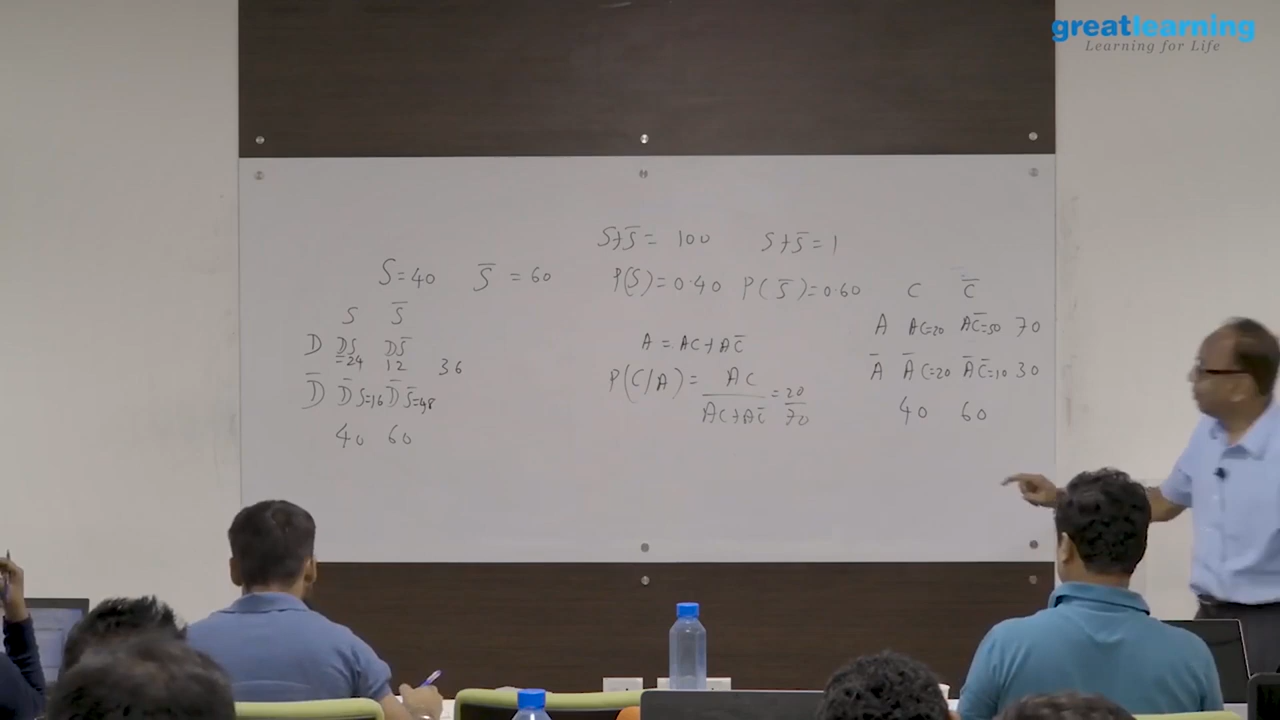 greatlearning
Learning for Life
S+S̅ = 100 S+S̅ = 1
S=40 S̅ = 60 P(S)=0.40 P(S̅)=0.60
S S̅
D DS DS̅
=24 12 36
D̅ D̅S=16 D̅S̅=48
40 60
A = AC+AC̅
P(C/A) = AC / AC+AC̅ = 20/70
C C̅
A AC=20 AC̅=50 70
A̅ A̅C=20 A̅C̅=10 30
40 60